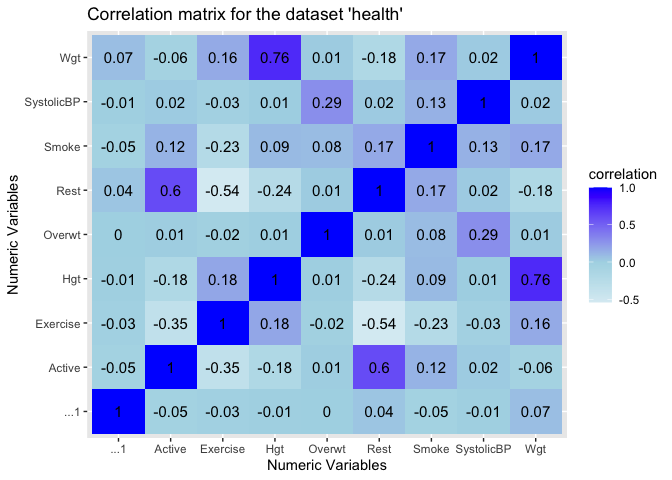 Correlation matrix for the dataset 'health'
Numeric Variables
Wgt 0.07 -0.06 0.16 0.76 0.01 -0.18 0.17 0.02 1
SystolicBP -0.01 0.02 -0.03 0.01 0.29 0.02 0.13 1 0.02
Smoke -0.05 0.12 -0.23 0.09 0.08 0.17 1 0.13 0.17
Rest 0.04 0.6 -0.54 -0.24 0.01 1 0.17 0.02 -0.18
Overwt 0 0.01 -0.02 0.01 1 0.01 0.08 0.29 0.01
Hgt -0.01 -0.18 0.18 1 0.01 -0.24 0.09 0.01 0.76
Exercise -0.03 -0.35 1 0.18 -0.02 -0.54 -0.23 -0.03 0.16
Active -0.05 1 -0.35 -0.18 0.01 0.6 0.12 0.02 -0.06
...1 1 -0.05 -0.03 -0.01 0 0.04 -0.05 -0.01 0.07
...1 Active Exercise Hgt Overwt Rest Smoke SystolicBP Wgt
Numeric Variables
correlation
1.0
0.5
0.0
-0.5